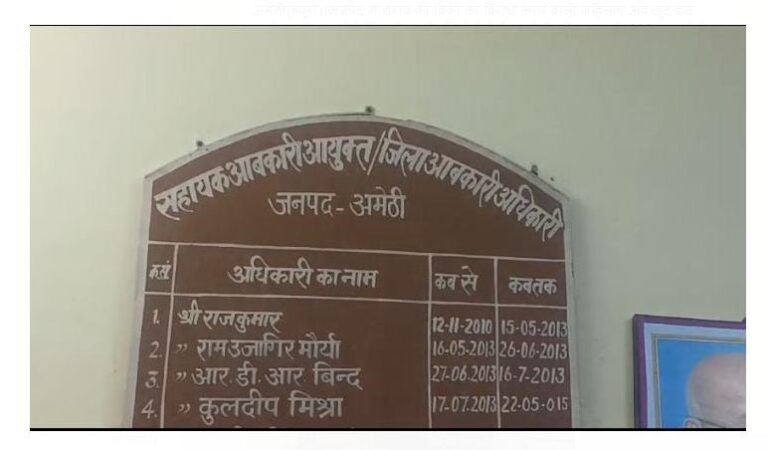 सहायक आबकारी आयुक्त/जिला आबकारी अधिकारी
जनपद-अमेठी
क.सं. अधिकारी का नाम कब से कबतक
1. श्री राजकुमार 12-11-2010 15-05-2013
2. ,, रामउजागिर मौर्या 16-05-2013 26-06-2013
3. ,, आर.डी.आर. बिन्द 27-06.2013 16-7-2013
4. ,, कुलदीप मिश्रा 17-07.2013 22-05-015